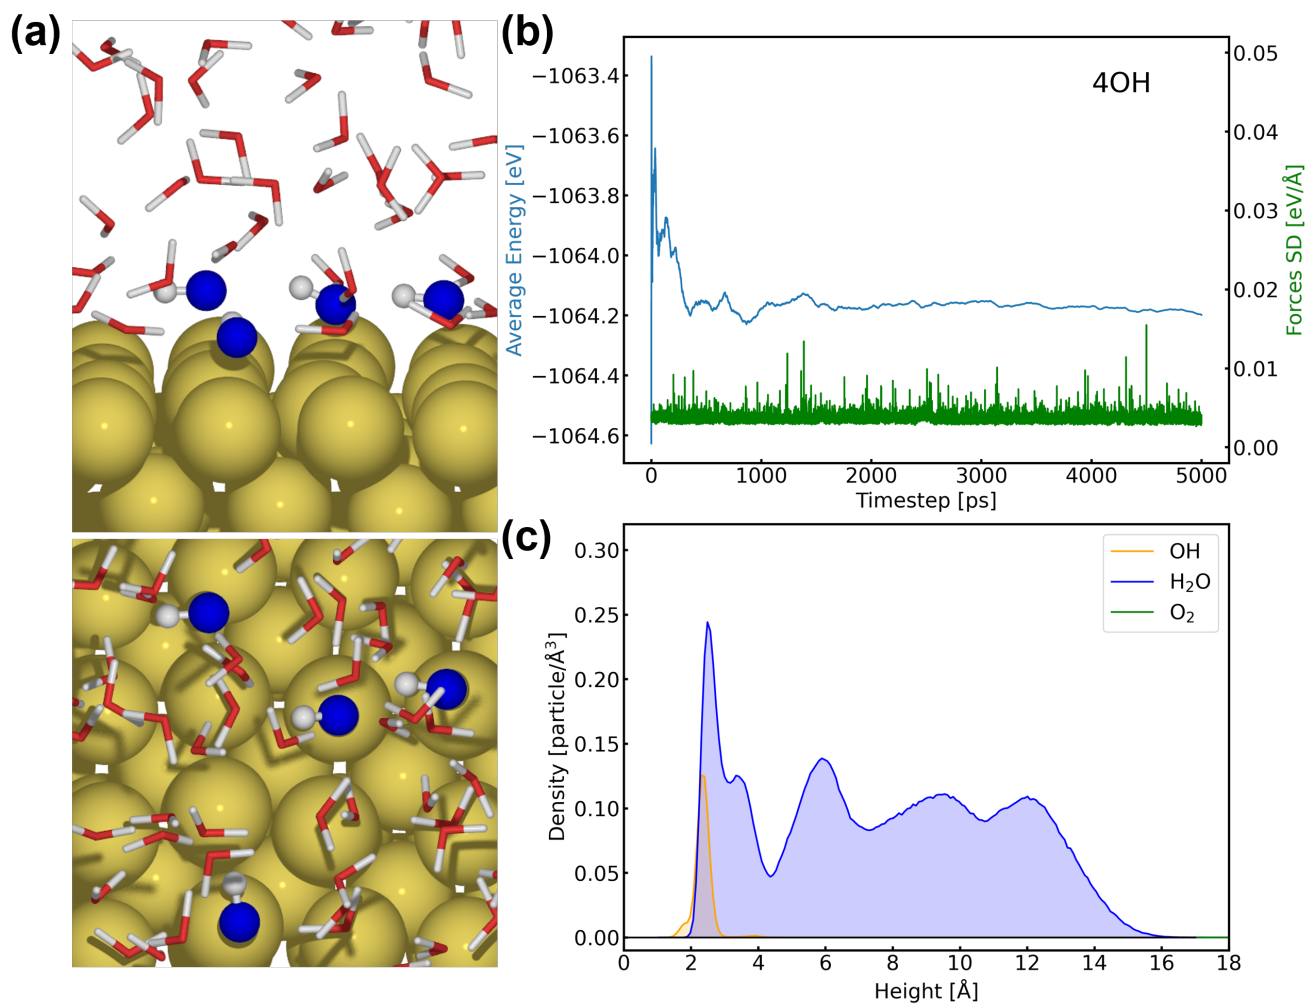 (a)
(b)
4OH
Average Energy [eV]
−1063.4
−1063.6
−1063.8
−1064.0
−1064.2
−1064.4
−1064.6
0.05
0.04
0.03
0.02
0.01
0.00
Forces SD [eV/Å]
0 1000 2000 3000 4000 5000
Timestep [ps]
(c)
OH
H₂O
O₂
Density [particle/Å³]
0.30
0.25
0.20
0.15
0.10
0.05
0.00
0 2 4 6 8 10 12 14 16 18
Height [Å]